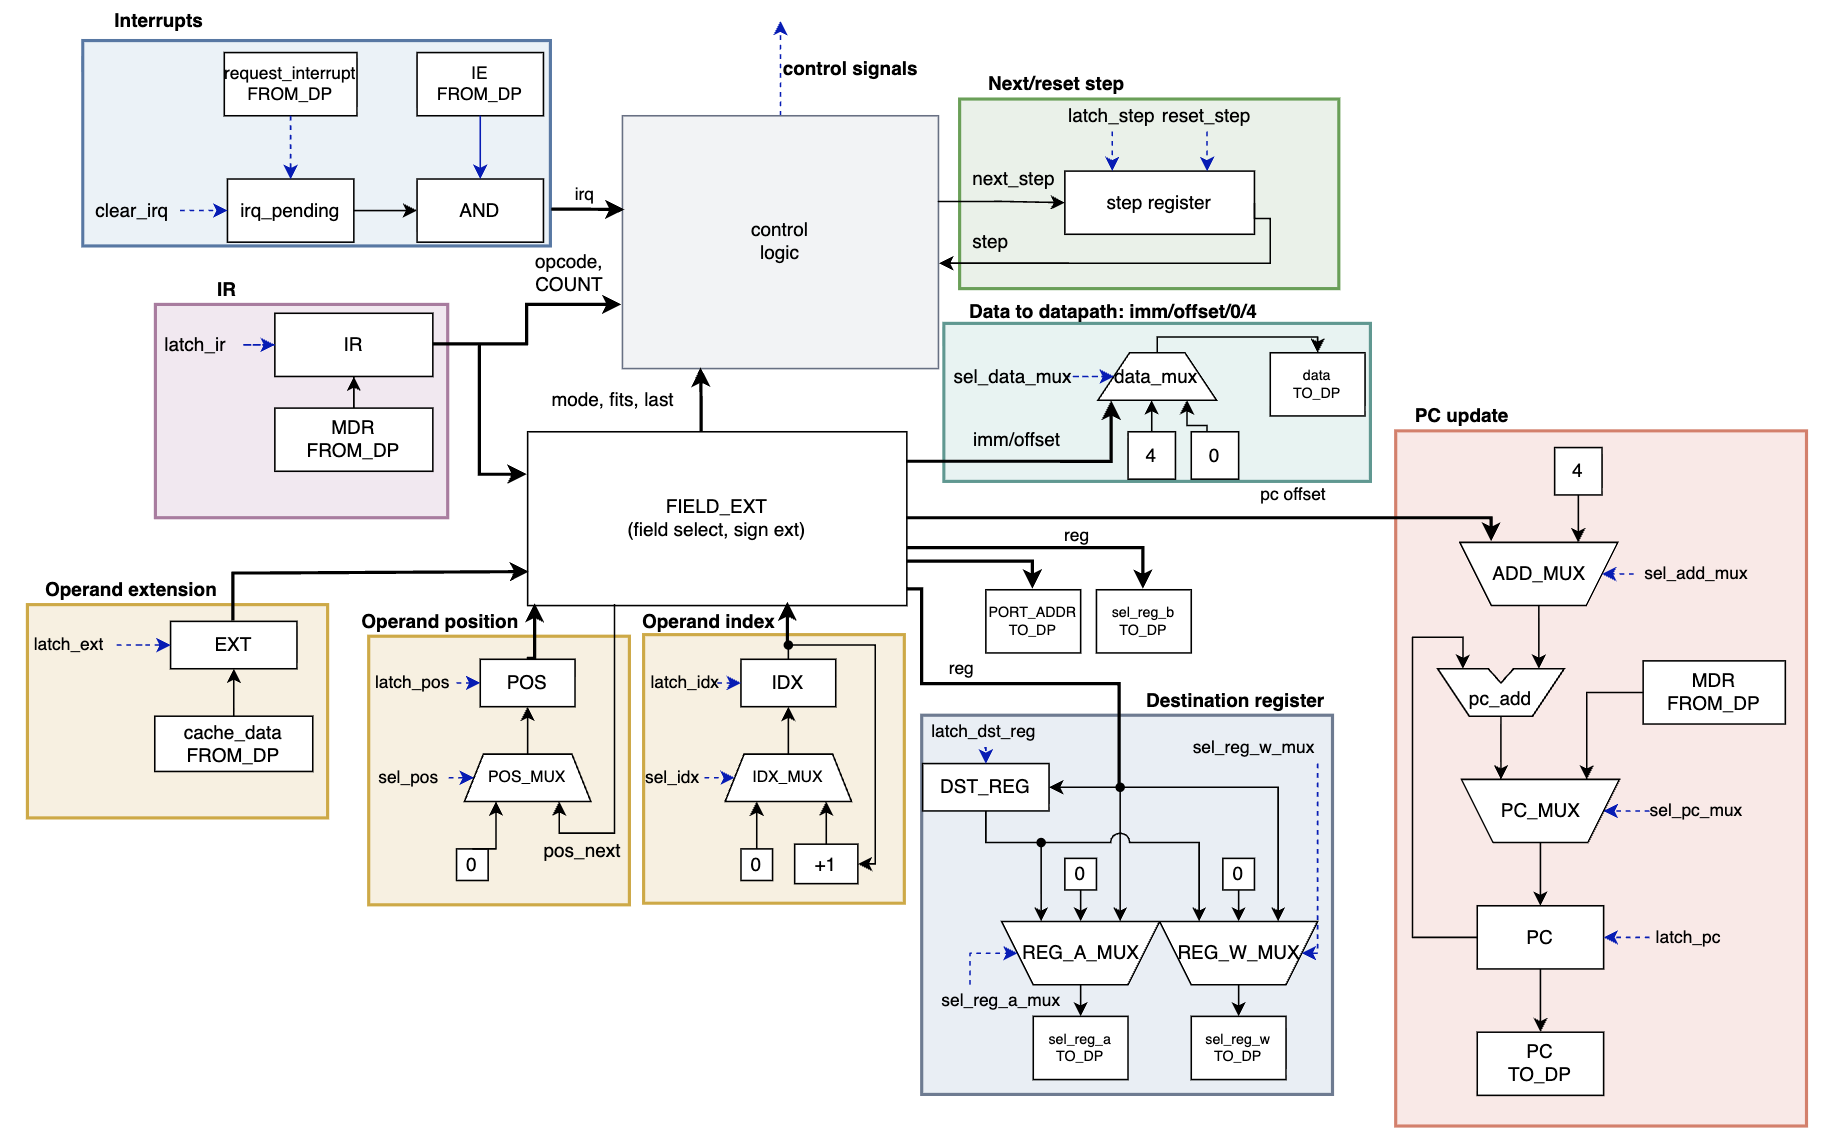 Interrupts
request_interrupt
FROM_DP
IE
FROM_DP
clear_irq
irq_pending
AND
irq
control signals
control
logic
Next/reset step
latch_step
reset_step
next_step
step register
step
opcode,
COUNT
IR
latch_ir
IR
MDR
FROM_DP
mode, fits, last
Data to datapath: imm/offset/0/4
sel_data_mux
data_mux
data
TO_DP
imm/offset
4
0
pc offset
FIELD_EXT
(field select, sign ext)
reg
PORT_ADDR
TO_DP
sel_reg_b
TO_DP
reg
Operand extension
latch_ext
EXT
cache_data
FROM_DP
Operand position
latch_pos
POS
sel_pos
POS_MUX
0
pos_next
Operand index
latch_idx
IDX
sel_idx
IDX_MUX
0
+1
Destination register
latch_dst_reg
sel_reg_w_mux
DST_REG
0
0
REG_A_MUX
REG_W_MUX
sel_reg_a_mux
sel_reg_a
TO_DP
sel_reg_w
TO_DP
PC update
4
ADD_MUX
sel_add_mux
pc_add
MDR
FROM_DP
PC_MUX
sel_pc_mux
PC
latch_pc
PC
TO_DP